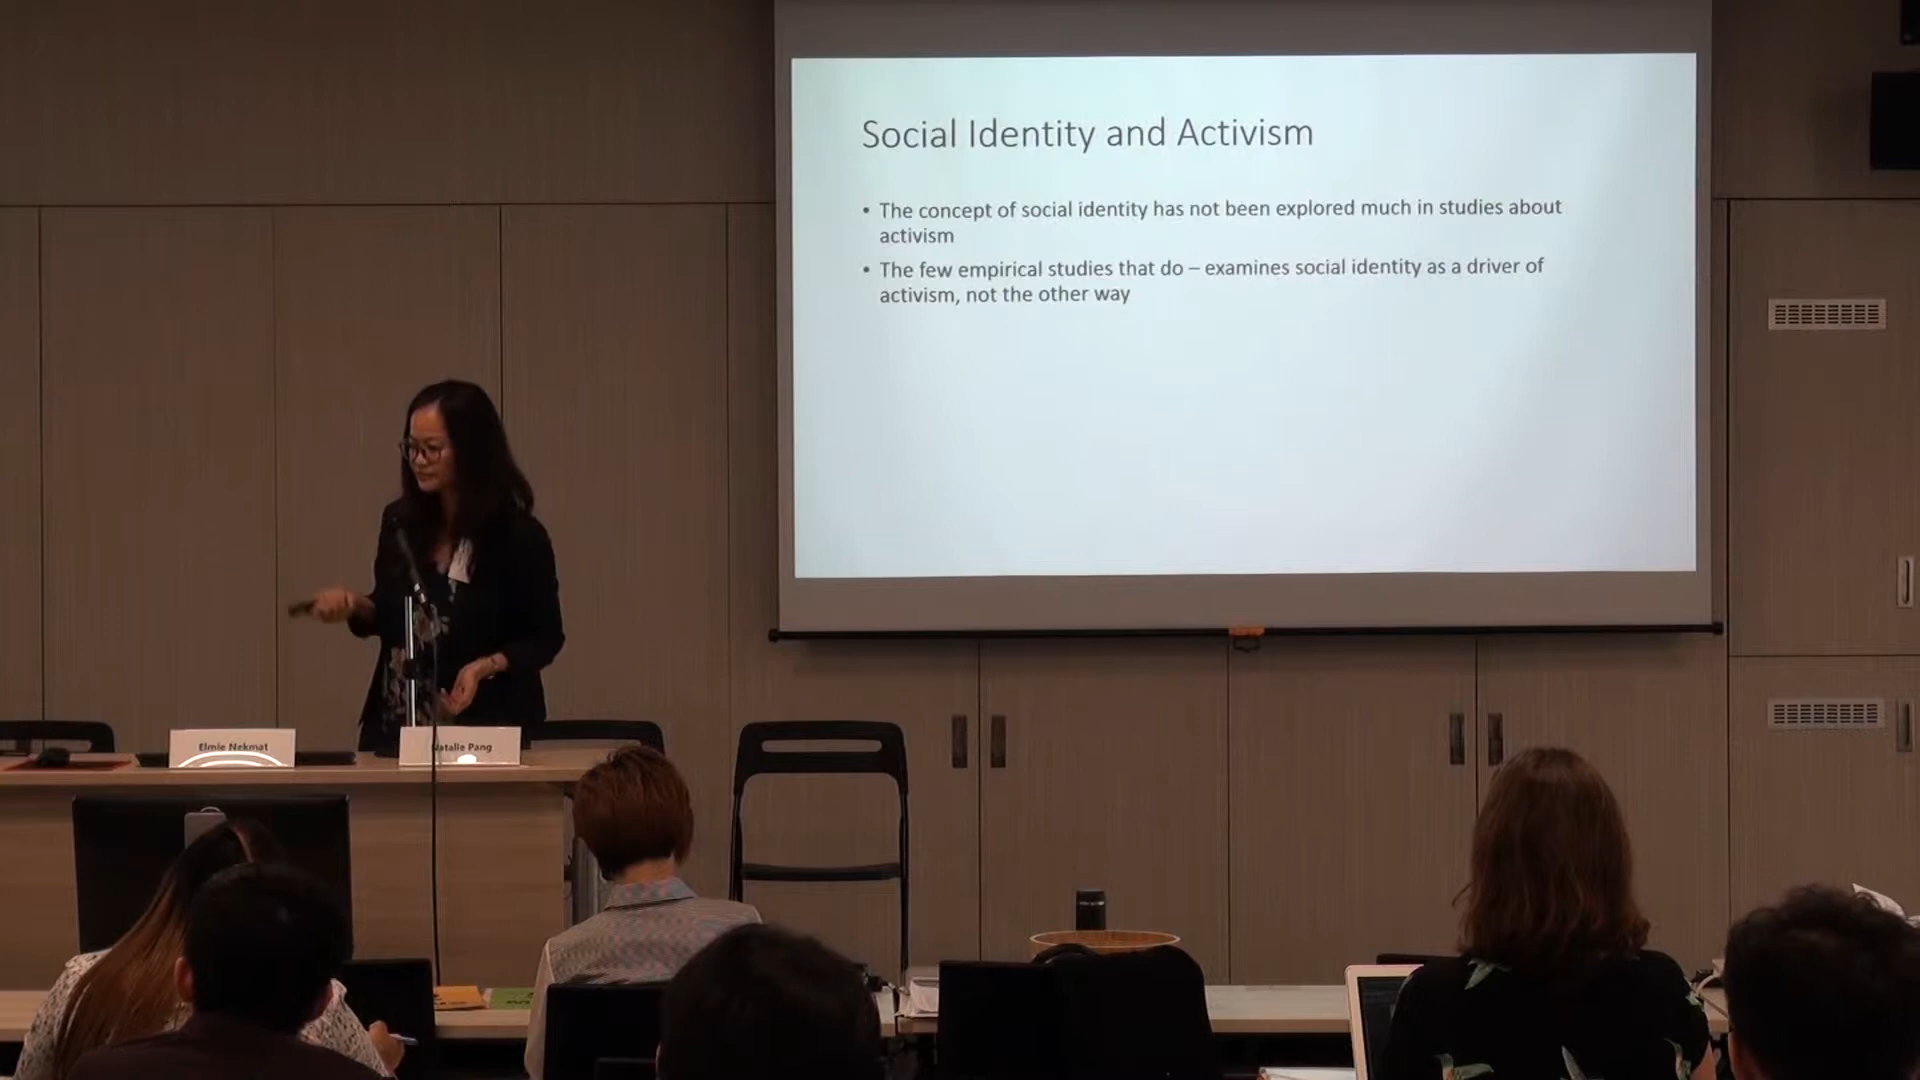 Social Identity and Activism
• The concept of social identity has not been explored much in studies about
activism
• The few empirical studies that do – examines social identity as a driver of
activism, not the other way
Elmie Nekmat
Natalie Pang